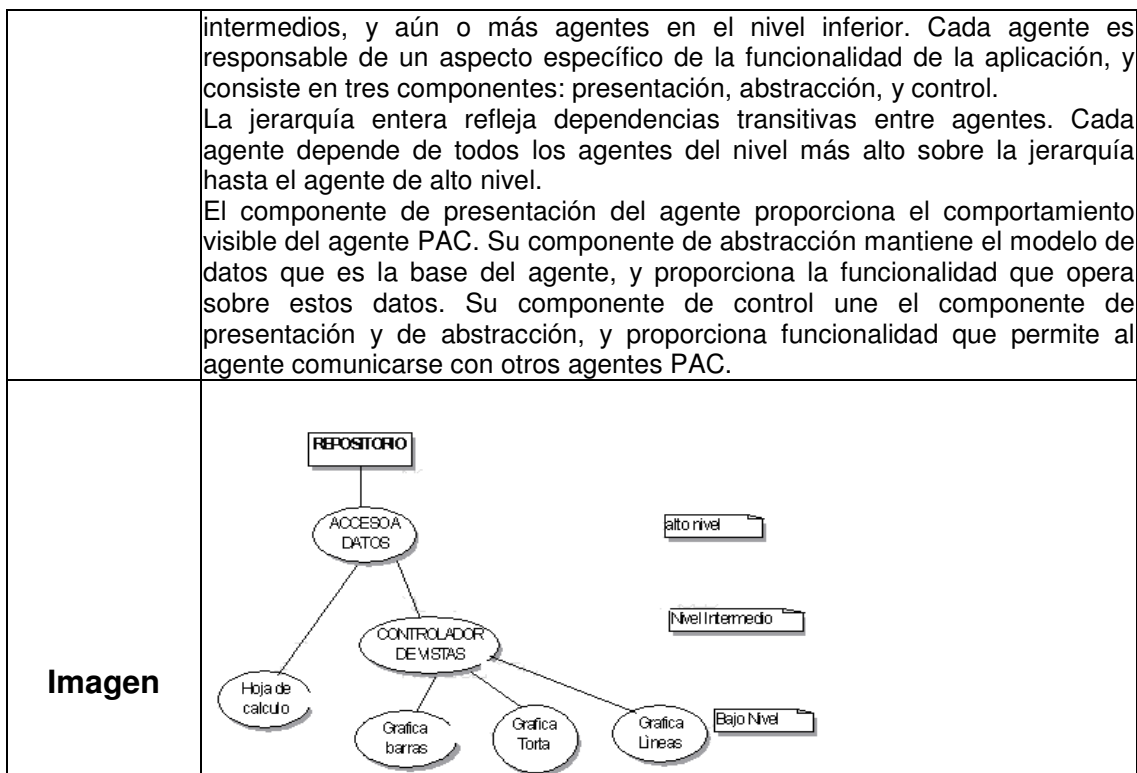 intermedios, y aún o más agentes en el nivel inferior. Cada agente es
responsable de un aspecto específico de la funcionalidad de la aplicación, y
consiste en tres componentes: presentación, abstracción, y control.
La jerarquía entera refleja dependencias transitivas entre agentes. Cada
agente depende de todos los agentes del nivel más alto sobre la jerarquía
hasta el agente de alto nivel.
El componente de presentación del agente proporciona el comportamiento
visible del agente PAC. Su componente de abstracción mantiene el modelo de
datos que es la base del agente, y proporciona la funcionalidad que opera
sobre estos datos. Su componente de control une el componente de
presentación y de abstracción, y proporciona funcionalidad que permite al
agente comunicarse con otros agentes PAC.
Imagen
REPOSITORIO
ACCESO A
DATOS
alto nivel
CONTROLADOR
DE VISTAS
Nivel Intermedio
Hoja de
calculo
Grafica
barras
Grafica
Torta
Grafica
Lìneas
Bajo Nivel